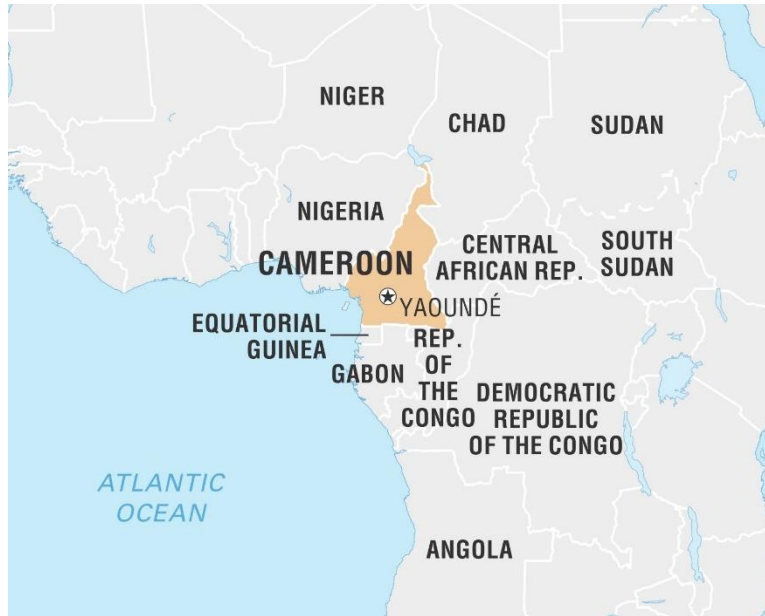 NIGER
CHAD
SUDAN
NIGERIA
CENTRAL
AFRICAN REP.
SOUTH
SUDAN
CAMEROON
YAOUNDÉ
EQUATORIAL
GUINEA
REP.
OF
THE
CONGO
GABON
DEMOCRATIC
REPUBLIC
OF THE CONGO
ATLANTIC
OCEAN
ANGOLA